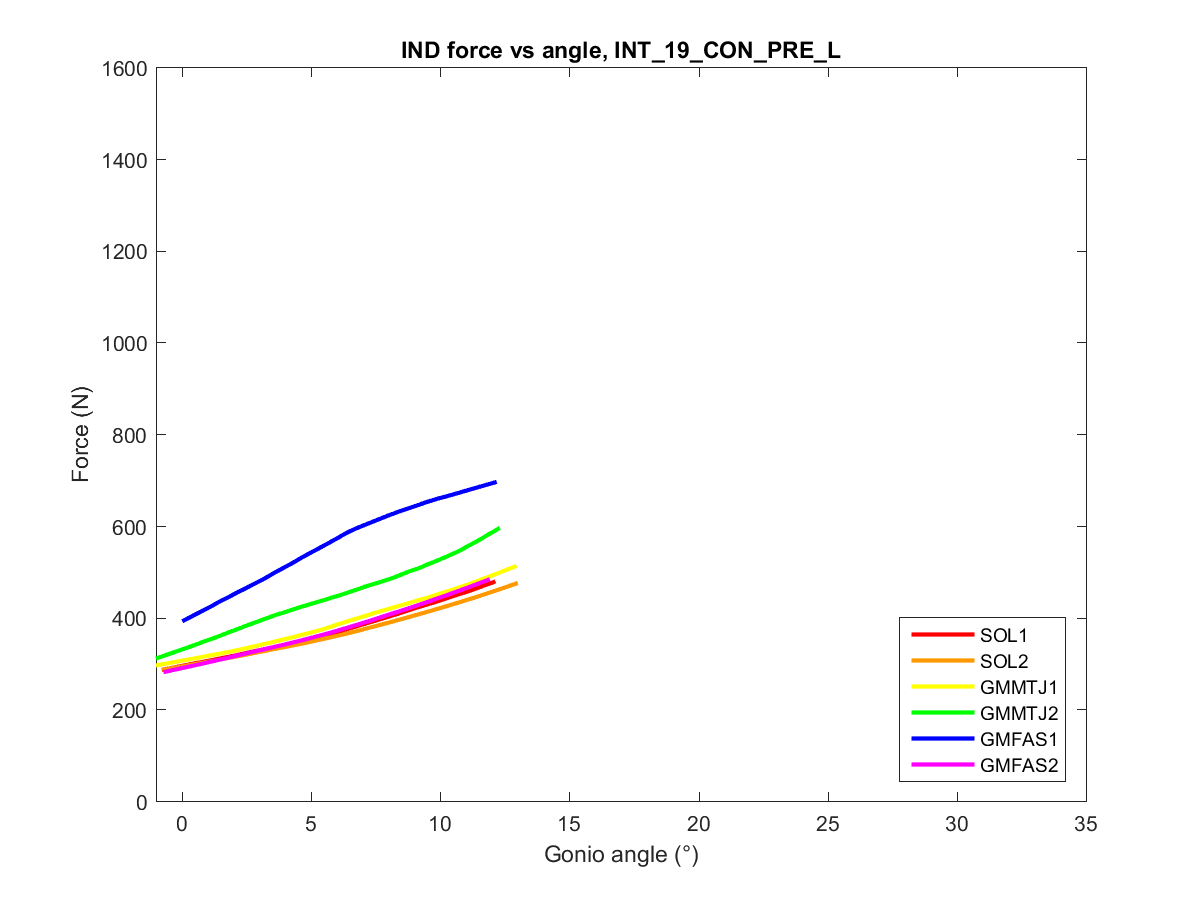 IND force vs angle, INT_19_CON_PRE_L
1600
1400
1200
1000
800
600
400
200
0
Force (N)
0 5 10 15 20 25 30 35
Gonio angle (°)
SOL1
SOL2
GMMTJ1
GMMTJ2
GMFAS1
GMFAS2